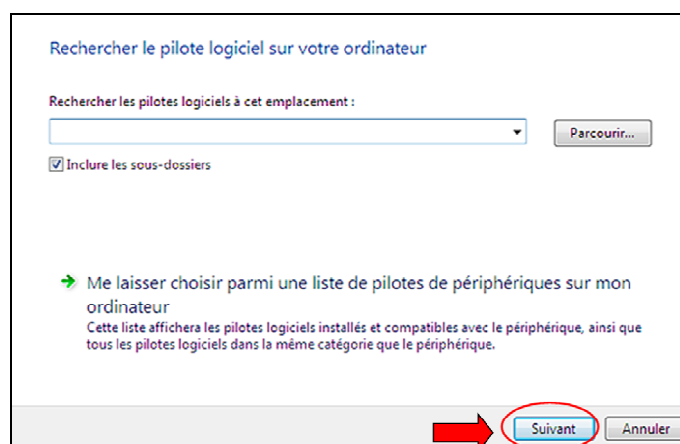 Rechercher le pilote logiciel sur votre ordinateur
Rechercher les pilotes logiciels à cet emplacement :
Parcourir...
Inclure les sous-dossiers
Me laisser choisir parmi une liste de pilotes de périphériques sur mon
ordinateur
Cette liste affichera les pilotes logiciels installés et compatibles avec le périphérique, ainsi que
tous les pilotes logiciels dans la même catégorie que le périphérique.
Suivant
Annuler